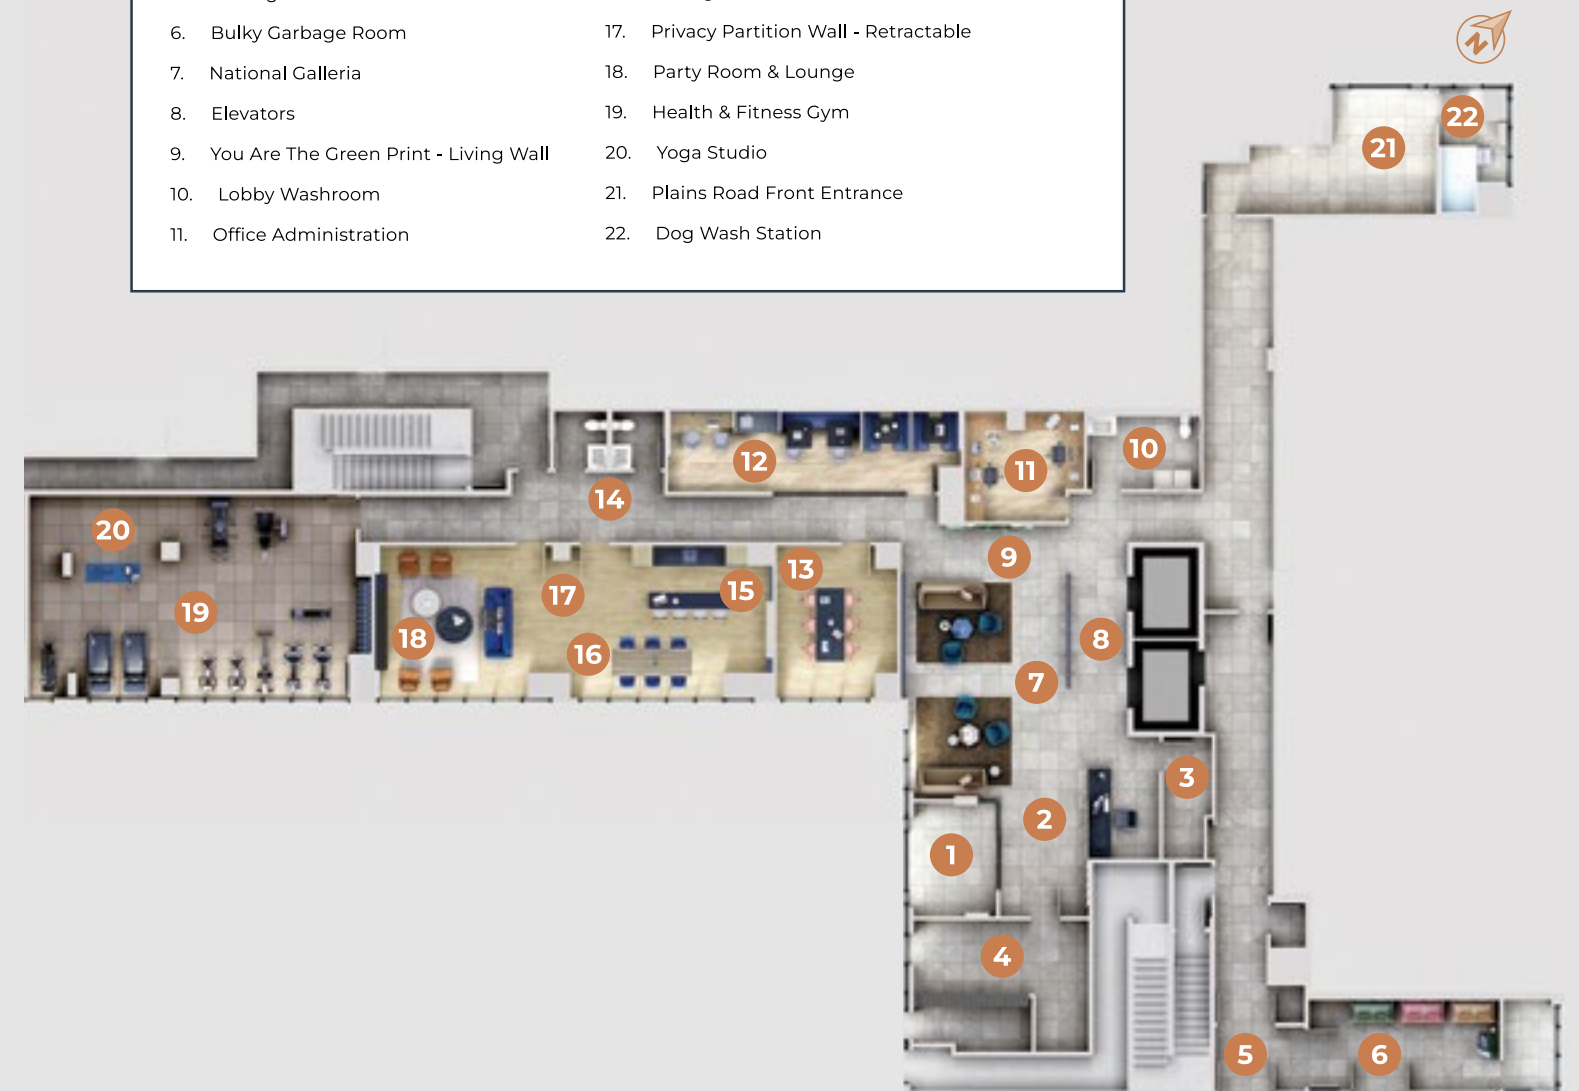 6. Bulky Garbage Room
7. National Galleria
8. Elevators
9. You Are The Green Print - Living Wall
10. Lobby Washroom
11. Office Administration
17. Privacy Partition Wall - Retractable
18. Party Room & Lounge
19. Health & Fitness Gym
20. Yoga Studio
21. Plains Road Front Entrance
22. Dog Wash Station
N
22
21
12
10
11
14
20
9
13
15
17
19
18
8
16
7
3
2
1
4
5
6